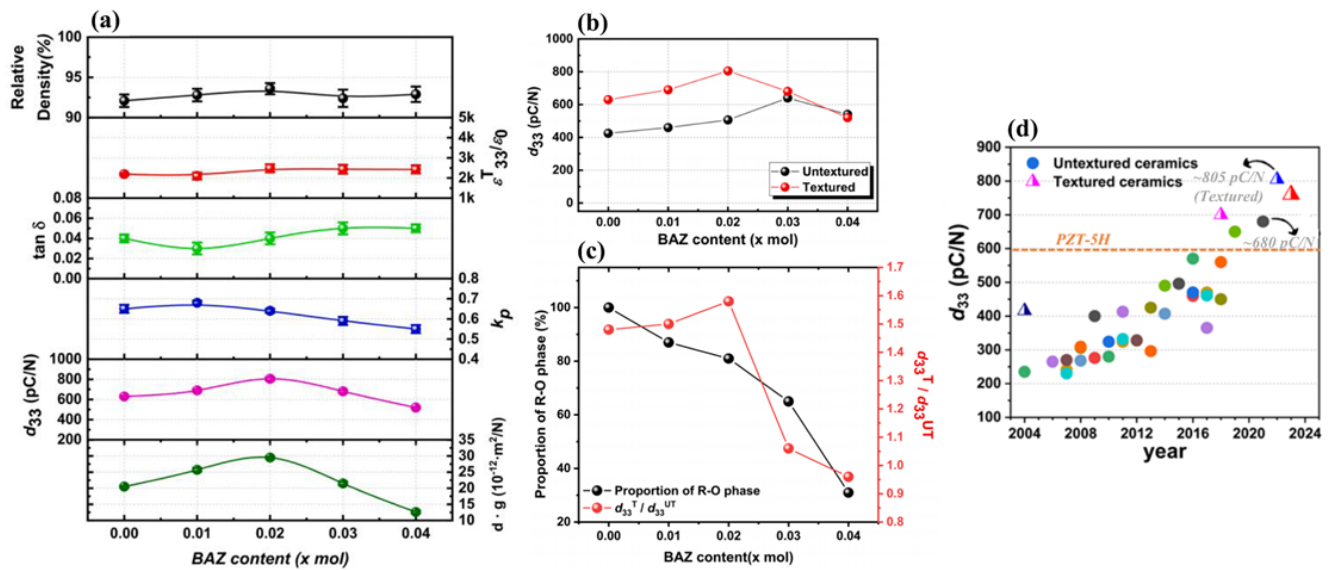 (a)
Relative
Density(%)
100
95
90
5k
4k
3k
2k
1k
εᵀ₃₃/ε₀
0.08
0.06
0.04
0.02
0.00
tan δ
0.8
0.7
0.6
0.5
0.4
kₚ
1000
800
600
400
200
d₃₃ (pC/N)
35
30
25
20
15
10
d · g (10⁻¹²·m²/N)
0.00 0.01 0.02 0.03 0.04
BAZ content (x mol)
(b)
1000
800
600
400
200
0
d₃₃ (pC/N)
Untextured
Textured
0.00 0.01 0.02 0.03 0.04
BAZ content (x mol)
(c)
100
80
60
40
20
Proportion of R-O phase (%)
1.7
1.6
1.5
1.4
1.3
1.2
1.1
1.0
0.9
0.8
d₃₃ᵀ / d₃₃ᵁᵀ
Proportion of R-O phase
d₃₃ᵀ / d₃₃ᵁᵀ
0.00 0.01 0.02 0.03 0.04
BAZ content(x mol)
(d)
900
800
700
600
500
400
300
200
100
d₃₃ (pC/N)
Untextured ceramics
Textured ceramics
~805 pC/N
(Textured)
~680 pC/N
PZT-5H
2004 2008 2012 2016 2020 2024
year